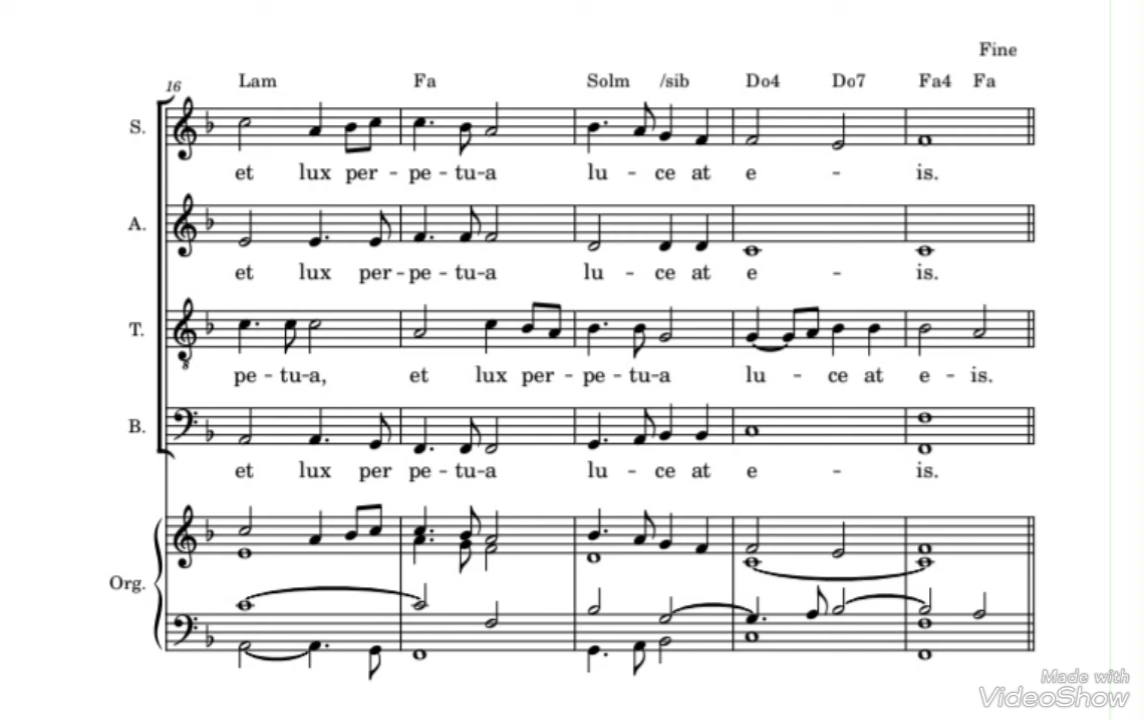 Fine
16 Lam Fa Solm /sib Do4 Do7 Fa4 Fa
S.
et lux per - pe - tu-a lu - ce at e - is.
A.
et lux per-pe - tu-a lu - ce at e - is.
T.
8
pe - tu-a, et lux per - pe - tu-a lu - ce at e - is.
B.
et lux per pe - tu-a lu - ce at e - is.
Org.
Made with
VideoShow